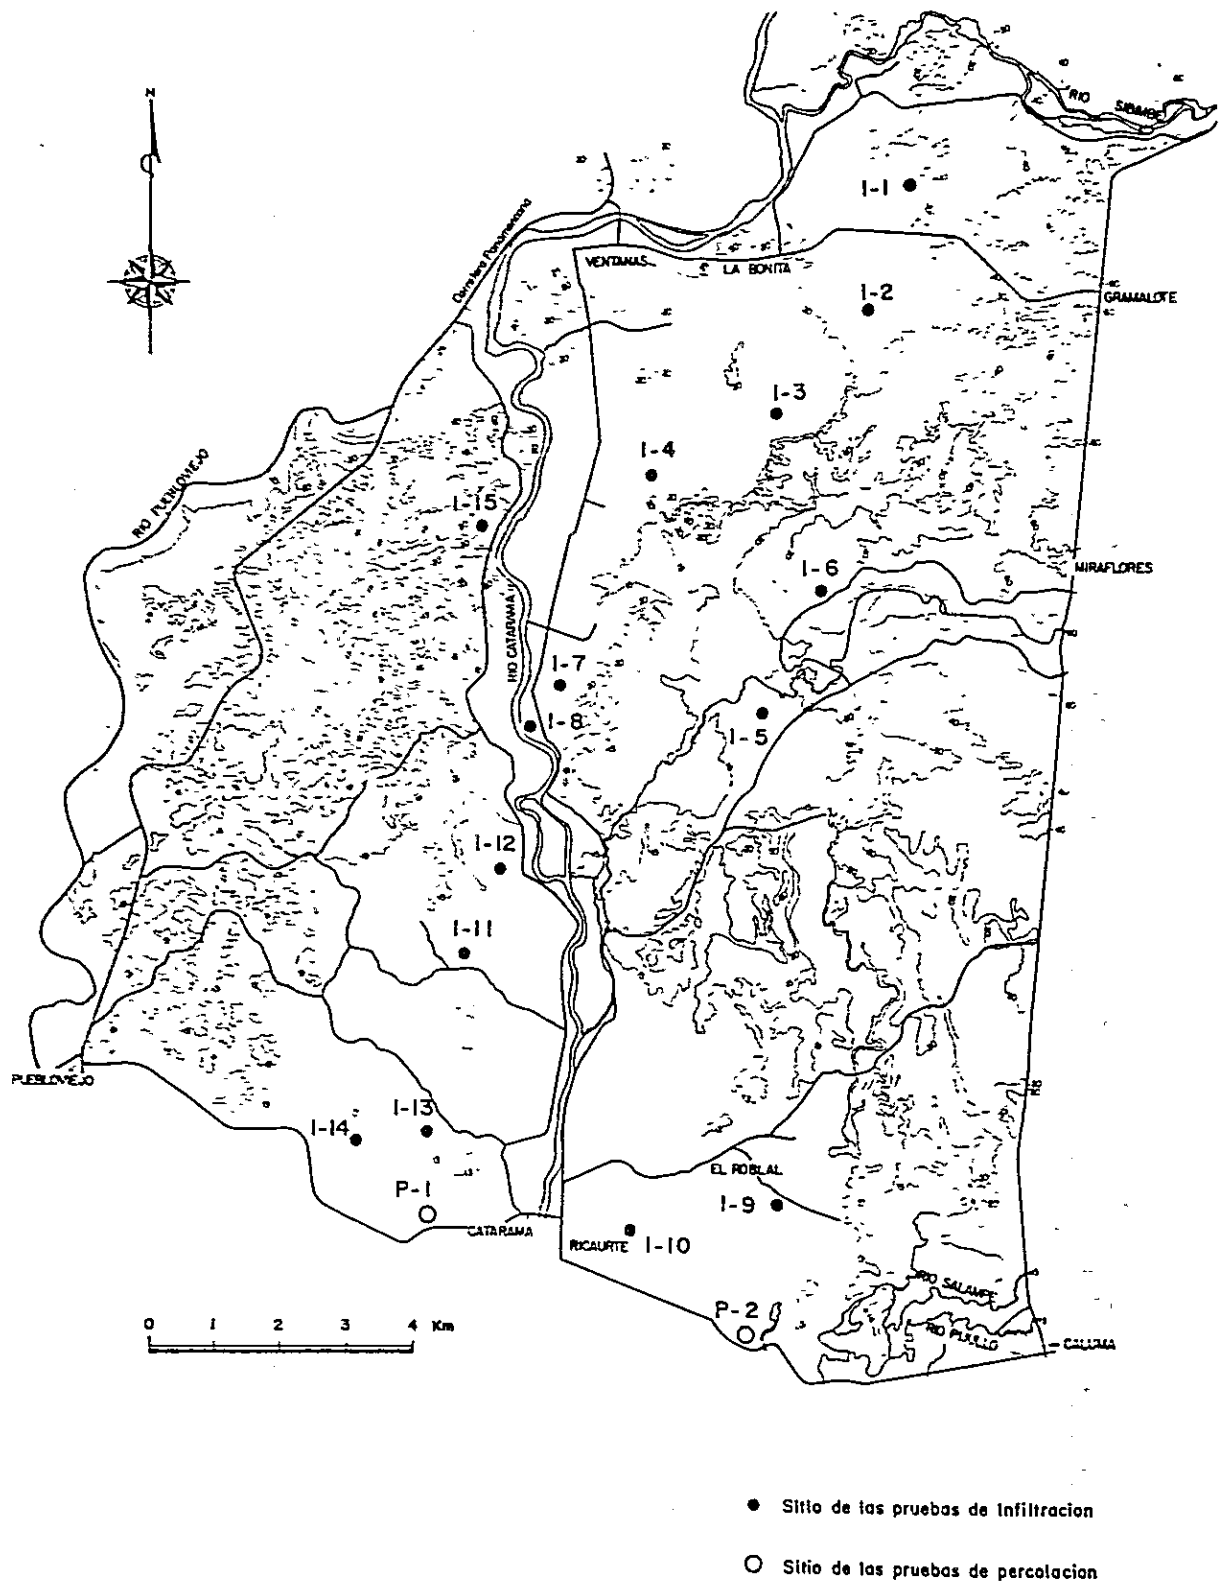 N
RIO
SIBIMBE
I-1
Carretera Panamericana
VENTANAS
LA BONITA
I-2
GRAMALOTE
I-3
I-4
RIO PUEBLOVIEJO
I-15
I-6
MIRAFLORES
RIO CATARAMA
I-7
I-8
I-5
I-12
I-11
PUEBLOVIEJO
I-13
I-14
EL ROBLAL
P-1
I-9
CATARAMA
RICAURTE
I-10
RIO SALAMPE
P-2
RIO PIJULLO
CALUMA
0 1 2 3 4 Km
Sitio de las pruebas de infiltracion
Sitio de las pruebas de percolacion